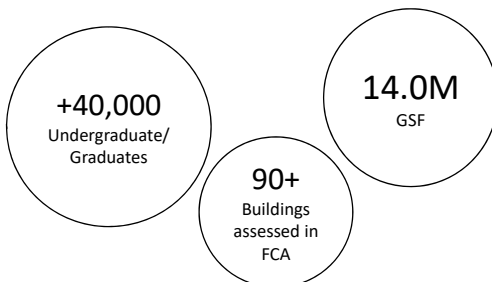 +40,000
Undergraduate/
Graduates
90+
Buildings
assessed in
FCA
14.0M
GSF